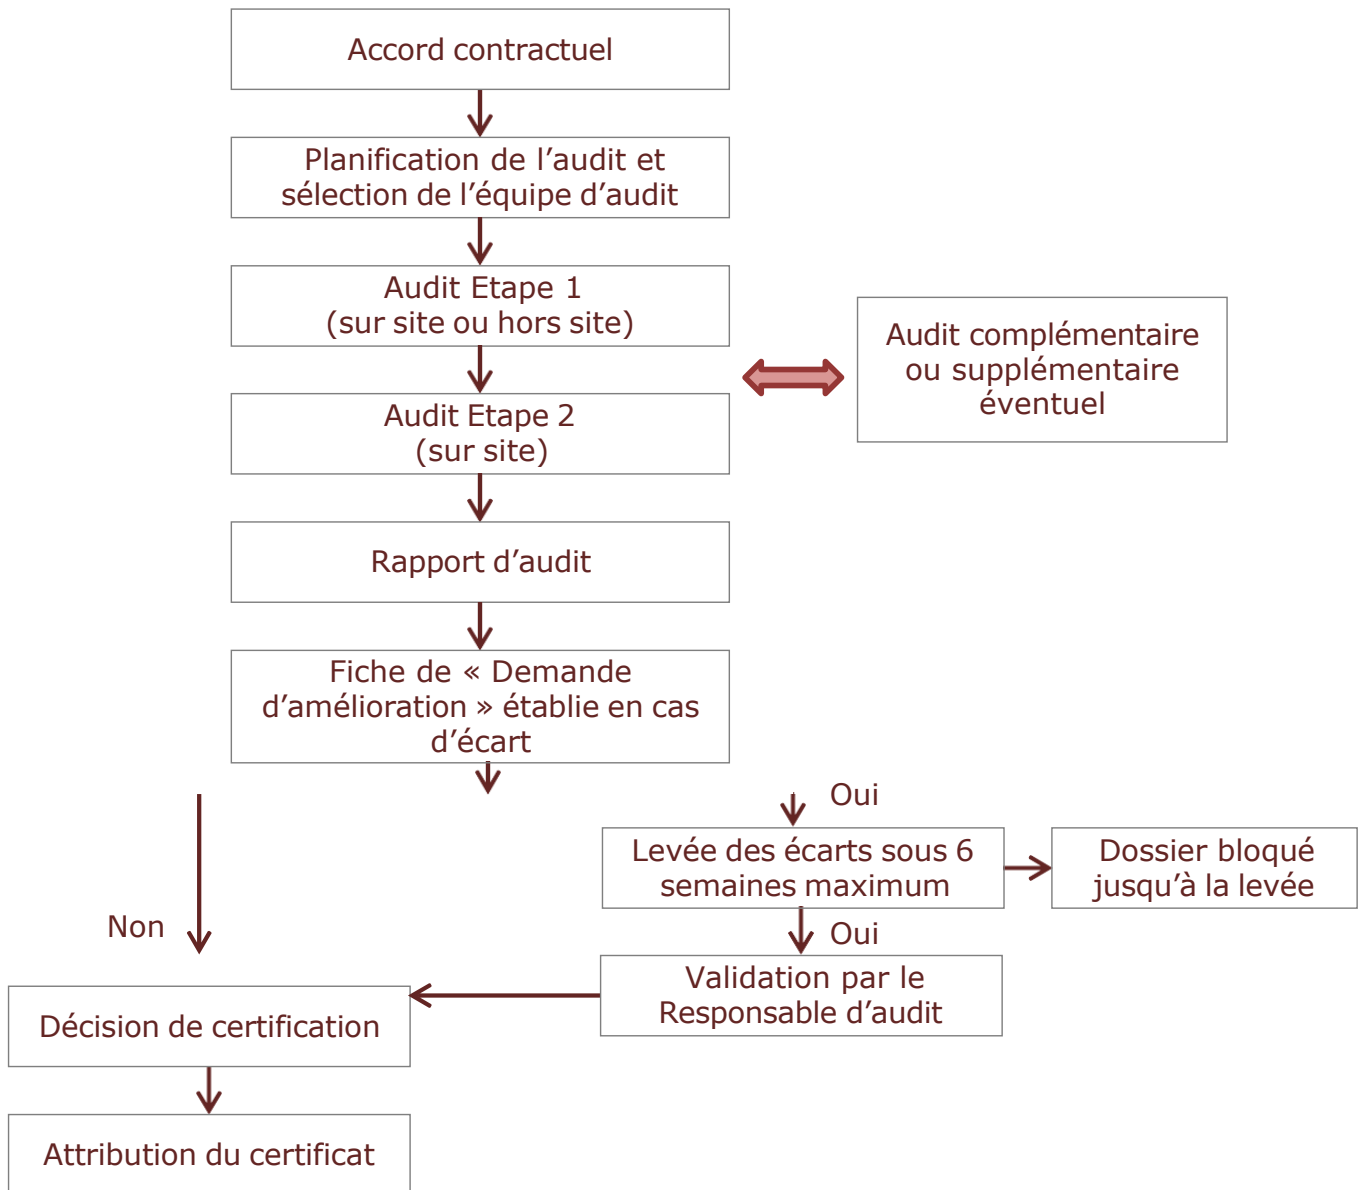 Accord contractuel
Planification de l’audit et
sélection de l’équipe d’audit
Audit Etape 1
(sur site ou hors site)
Audit complémentaire
ou supplémentaire
éventuel
Audit Etape 2
(sur site)
Rapport d’audit
Fiche de « Demande
d’amélioration » établie en cas
d’écart
Oui
Levée des écarts sous 6
semaines maximum
Dossier bloqué
jusqu’à la levée
Non
Oui
Validation par le
Responsable d’audit
Décision de certification
Attribution du certificat